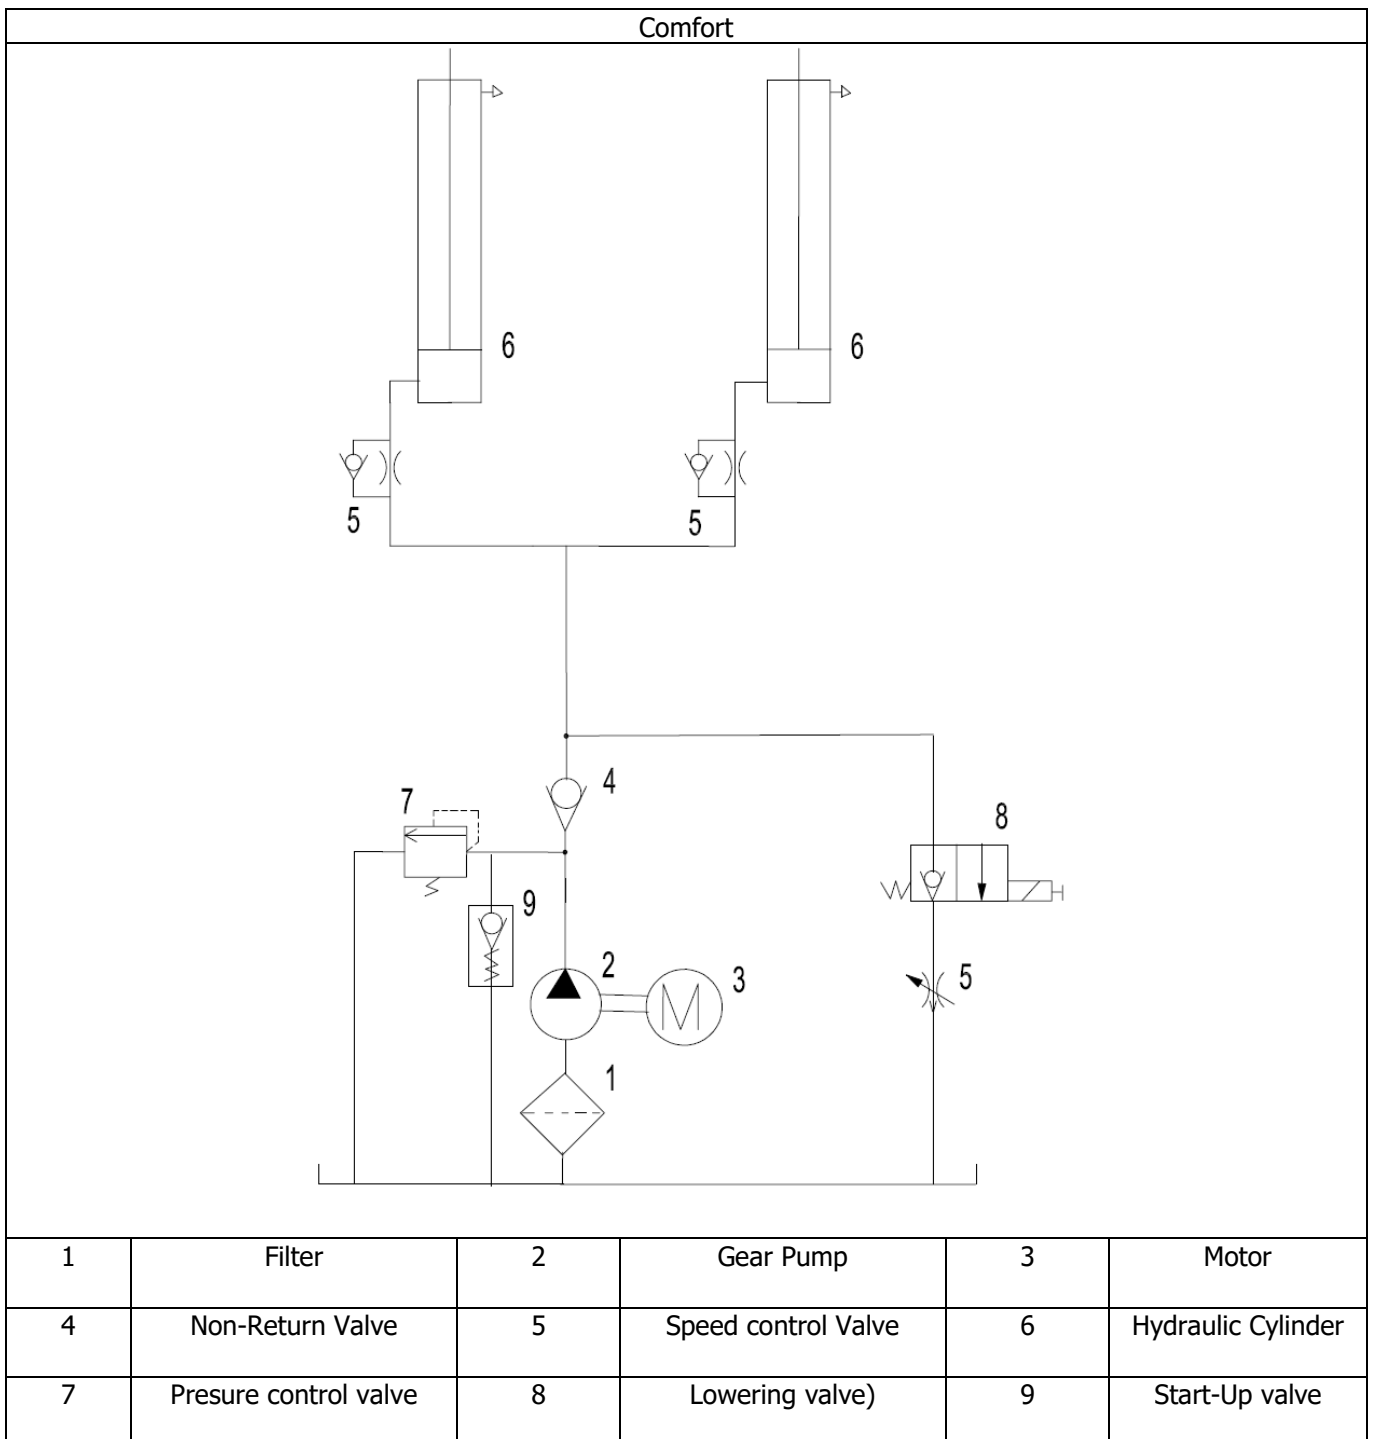 Comfort
6
6
5
5
4
7
8
9
2
3
M
5
1
1 Filter 2 Gear Pump 3 Motor
4 Non-Return Valve 5 Speed control Valve 6 Hydraulic Cylinder
7 Presure control valve 8 Lowering valve) 9 Start-Up valve